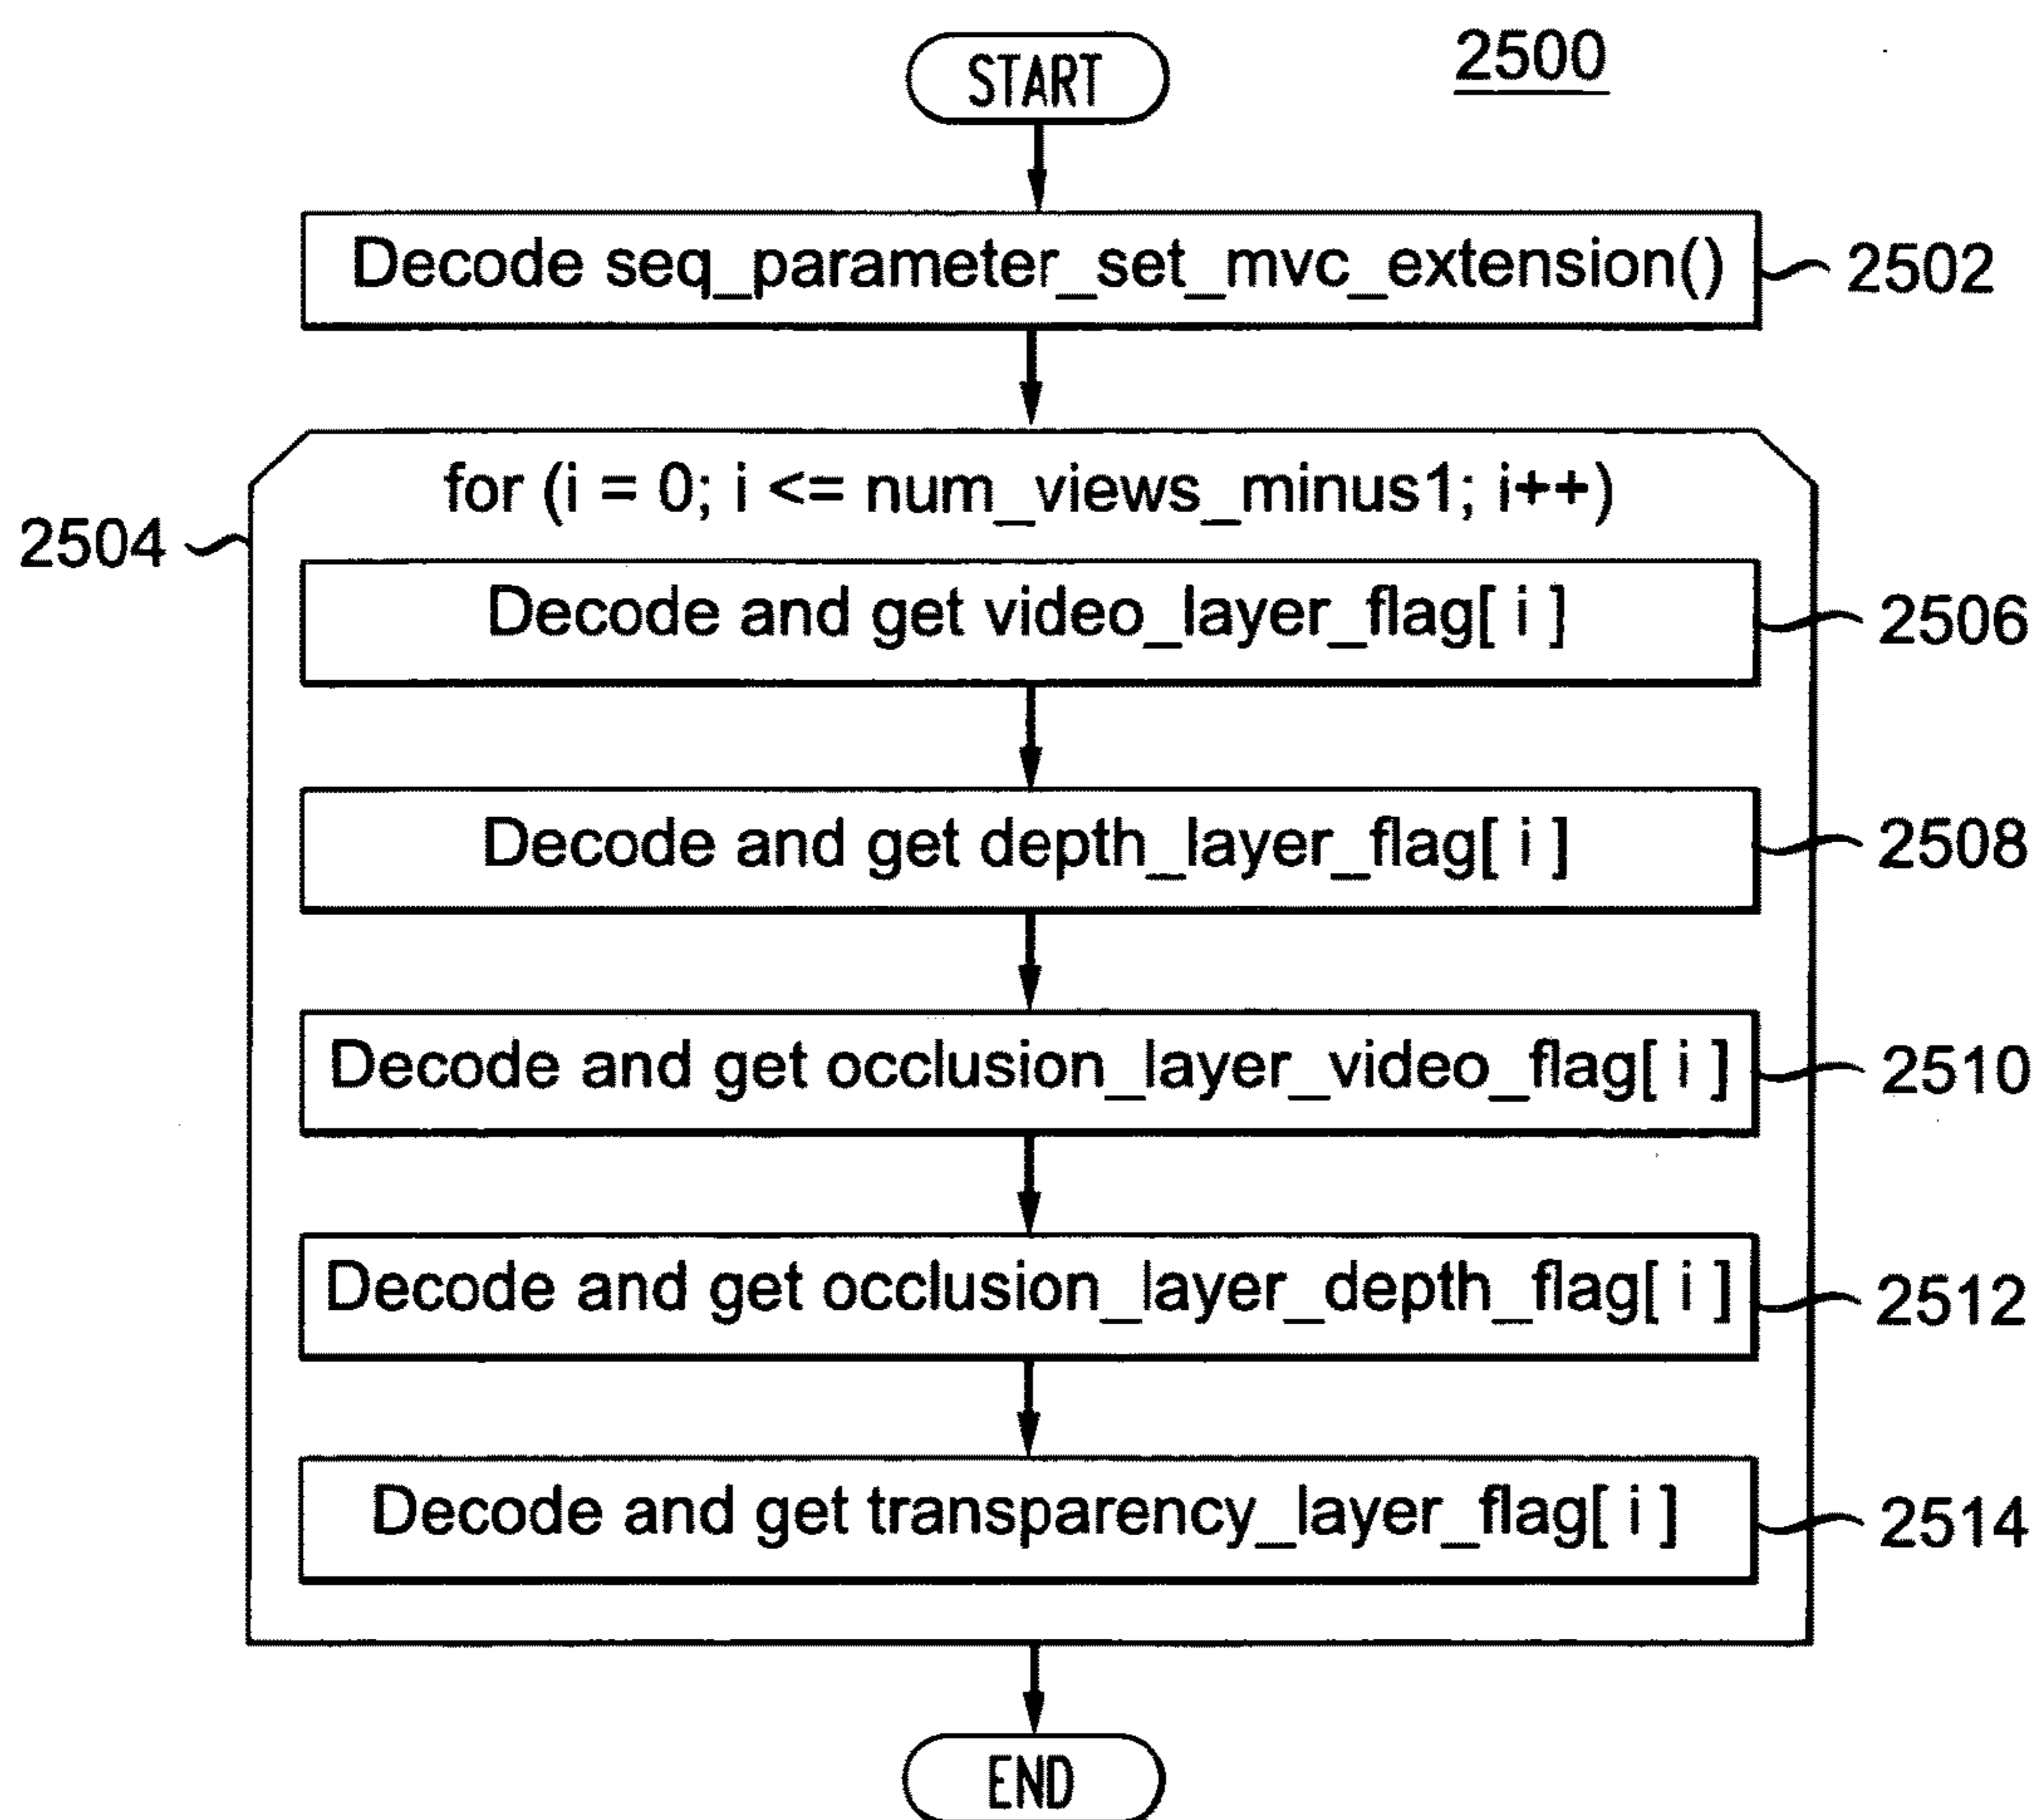 START
2500
Decode seq_parameter_set_mvc_extension()
2502
for (i = 0; i <= num_views_minus1; i++)
2504
Decode and get video_layer_flag[ i ]
2506
Decode and get depth_layer_flag[ i ]
2508
Decode and get occlusion_layer_video_flag[ i ]
2510
Decode and get occlusion_layer_depth_flag[ i ]
2512
Decode and get transparency_layer_flag[ i ]
2514
END